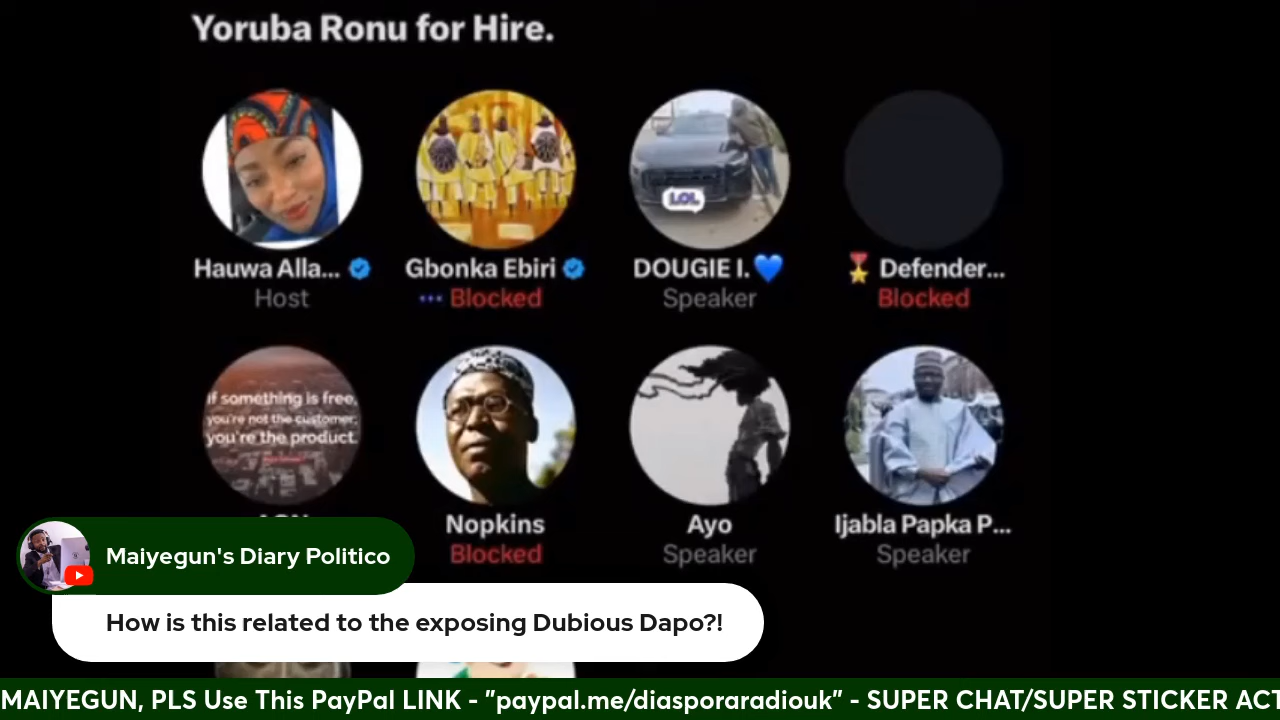 Yoruba Ronu for Hire.
LOL
Hauwa Alla... Gbonka Ebiri DOUGIE I. Defender...
Host Blocked Speaker Blocked
If something is free,
you're not the customer;
you're the product.
Nopkins Ayo Ijabla Papka P...
Blocked Speaker Speaker
Maiyegun's Diary Politico
How is this related to the exposing Dubious Dapo?!
MAIYEGUN, PLS Use This PayPal LINK - "paypal.me/diasporaradiouk" - SUPER CHAT/SUPER STICKER ACT